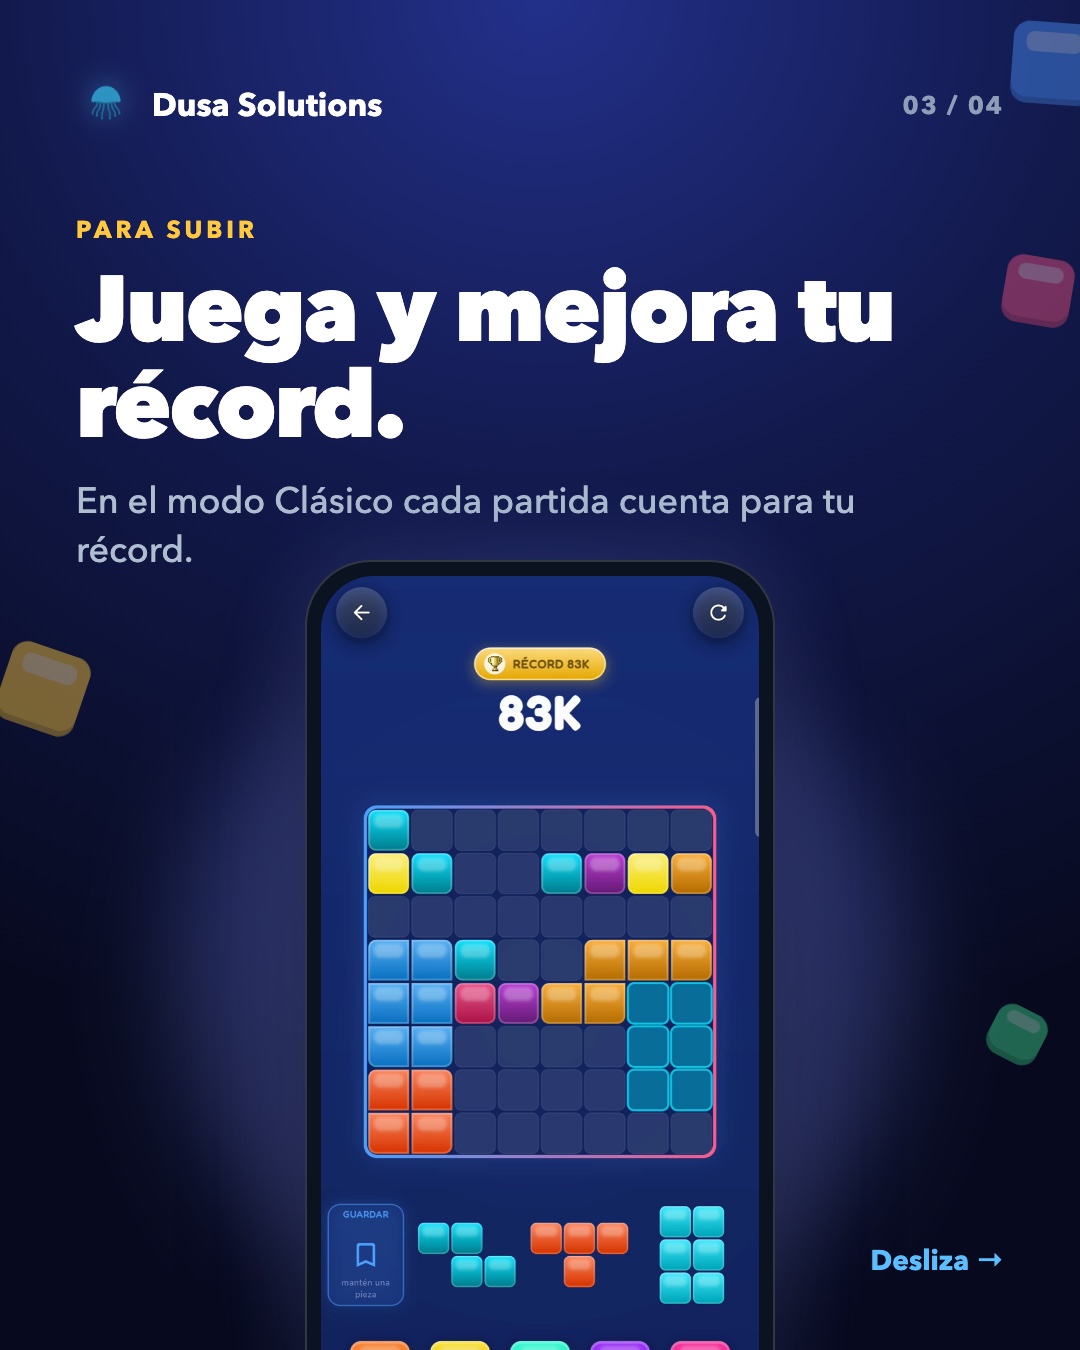 Dusa Solutions
03 / 04
PARA SUBIR
Juega y mejora tu
récord.
En el modo Clásico cada partida cuenta para tu
récord.
RÉCORD 83K
83K
GUARDAR
mantén una
pieza
Desliza →